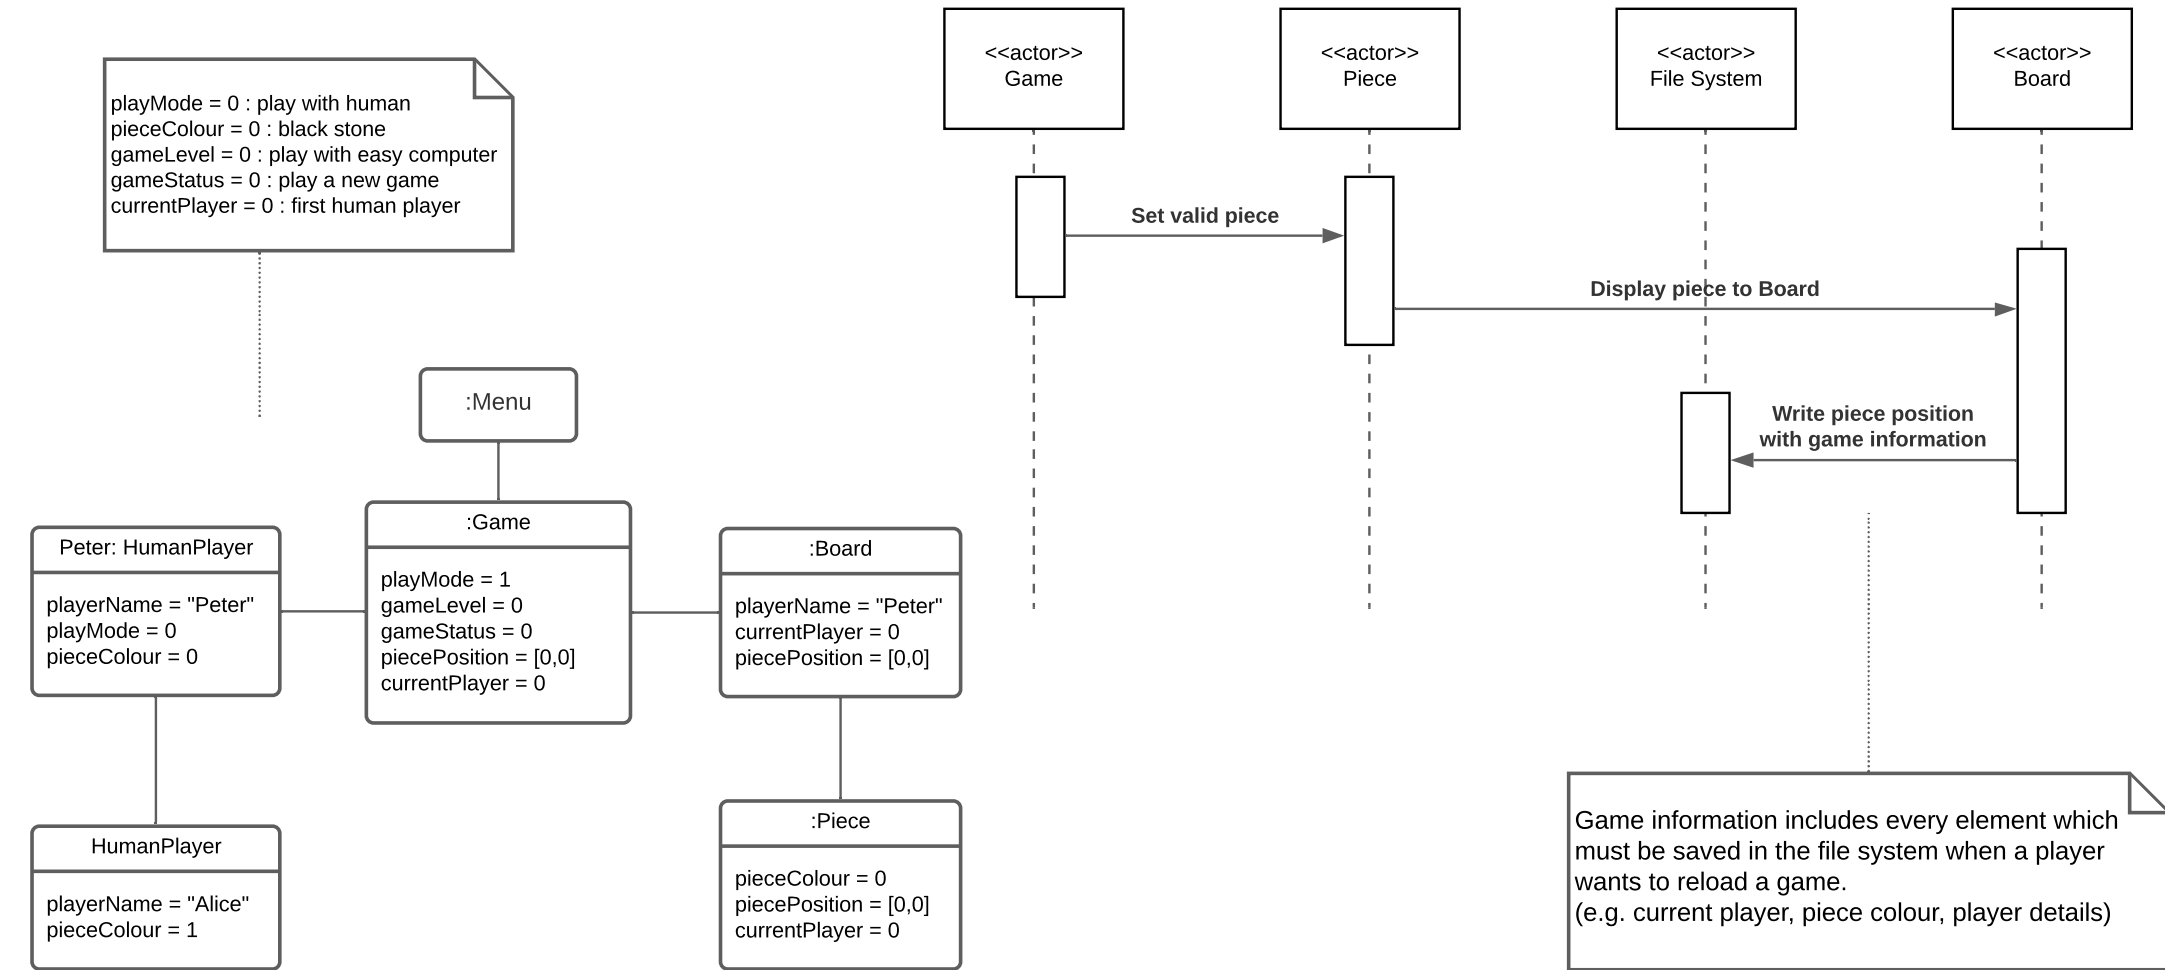 playMode = 0 : play with human
pieceColour = 0 : black stone
gameLevel = 0 : play with easy computer
gameStatus = 0 : play a new game
currentPlayer = 0 : first human player
:Menu
Peter: HumanPlayer
playerName = "Peter"
playMode = 0
pieceColour = 0
:Game
playMode = 1
gameLevel = 0
gameStatus = 0
piecePosition = [0,0]
currentPlayer = 0
:Board
playerName = "Peter"
currentPlayer = 0
piecePosition = [0,0]
HumanPlayer
playerName = "Alice"
pieceColour = 1
:Piece
pieceColour = 0
piecePosition = [0,0]
currentPlayer = 0
<<actor>>
Game
<<actor>>
Piece
<<actor>>
File System
<<actor>>
Board
Set valid piece
Display piece to Board
Write piece position
with game information
Game information includes every element which
must be saved in the file system when a player
wants to reload a game.
(e.g. current player, piece colour, player details)